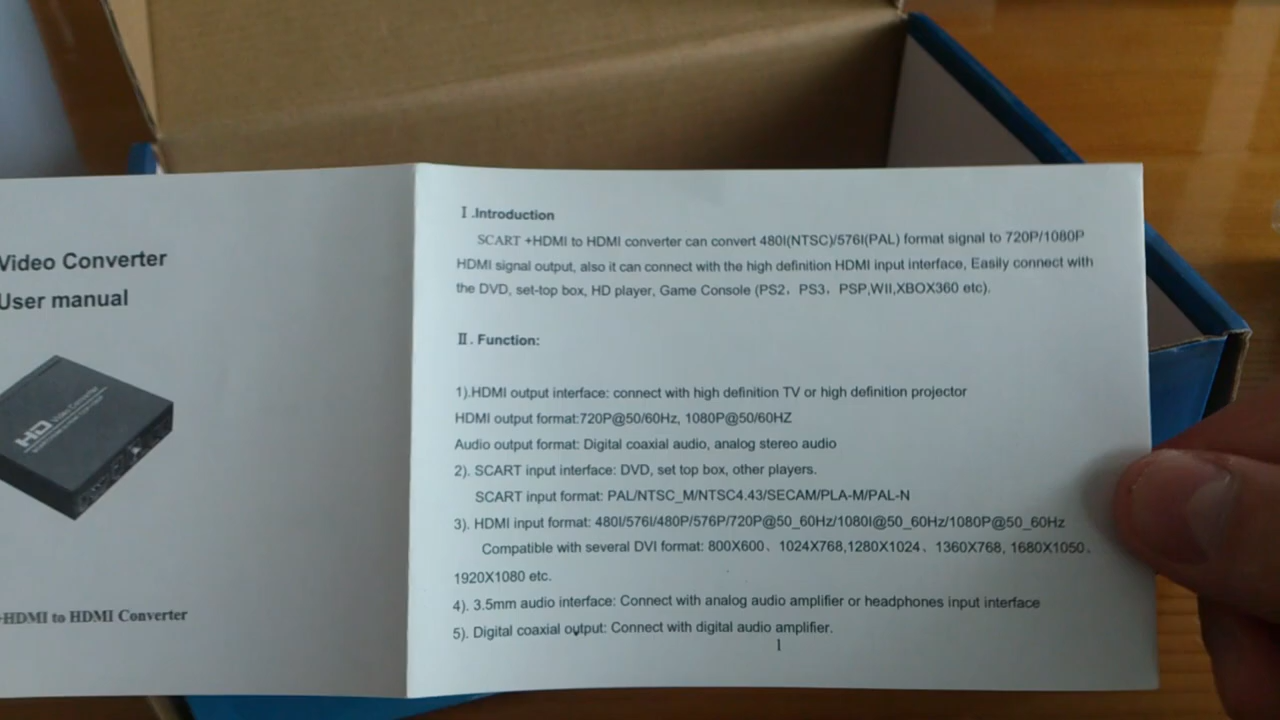 Video Converter
User manual
HD Video Converter
HDMI to HDMI Converter
Ⅰ.Introduction
SCART +HDMI to HDMI converter can convert 480I(NTSC)/576I(PAL) format signal to 720P/1080P
HDMI signal output, also it can connect with the high definition HDMI input interface, Easily connect with
the DVD, set-top box, HD player, Game Console (PS2、PS3、PSP,WII,XBOX360 etc).
Ⅱ. Function:
1).HDMI output interface: connect with high definition TV or high definition projector
HDMI output format:720P@50/60Hz, 1080P@50/60HZ
Audio output format: Digital coaxial audio, analog stereo audio
2). SCART input interface: DVD, set top box, other players.
SCART input format: PAL/NTSC_M/NTSC4.43/SECAM/PLA-M/PAL-N
3). HDMI input format: 480I/576I/480P/576P/720P@50_60Hz/1080I@50_60Hz/1080P@50_60Hz
Compatible with several DVI format: 800X600、1024X768,1280X1024、1360X768, 1680X1050、
1920X1080 etc.
4). 3.5mm audio interface: Connect with analog audio amplifier or headphones input interface
5). Digital coaxial output: Connect with digital audio amplifier.
1